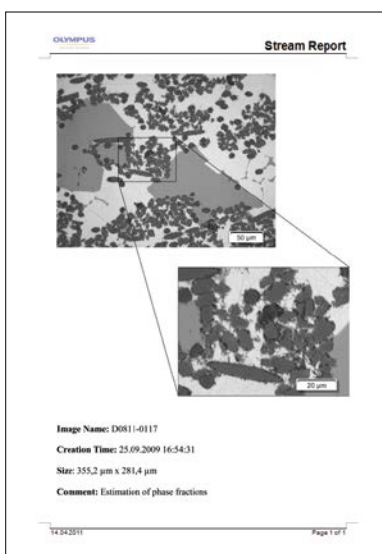 OLYMPUS
Stream Report
50 µm
20 µm
Image Name: D0811-0117
Creation Time: 25.09.2009 16:54:31
Size: 355,2 µm x 281,4 µm
Comment: Estimation of phase fractions
14.04.2011
Page 1 of 1